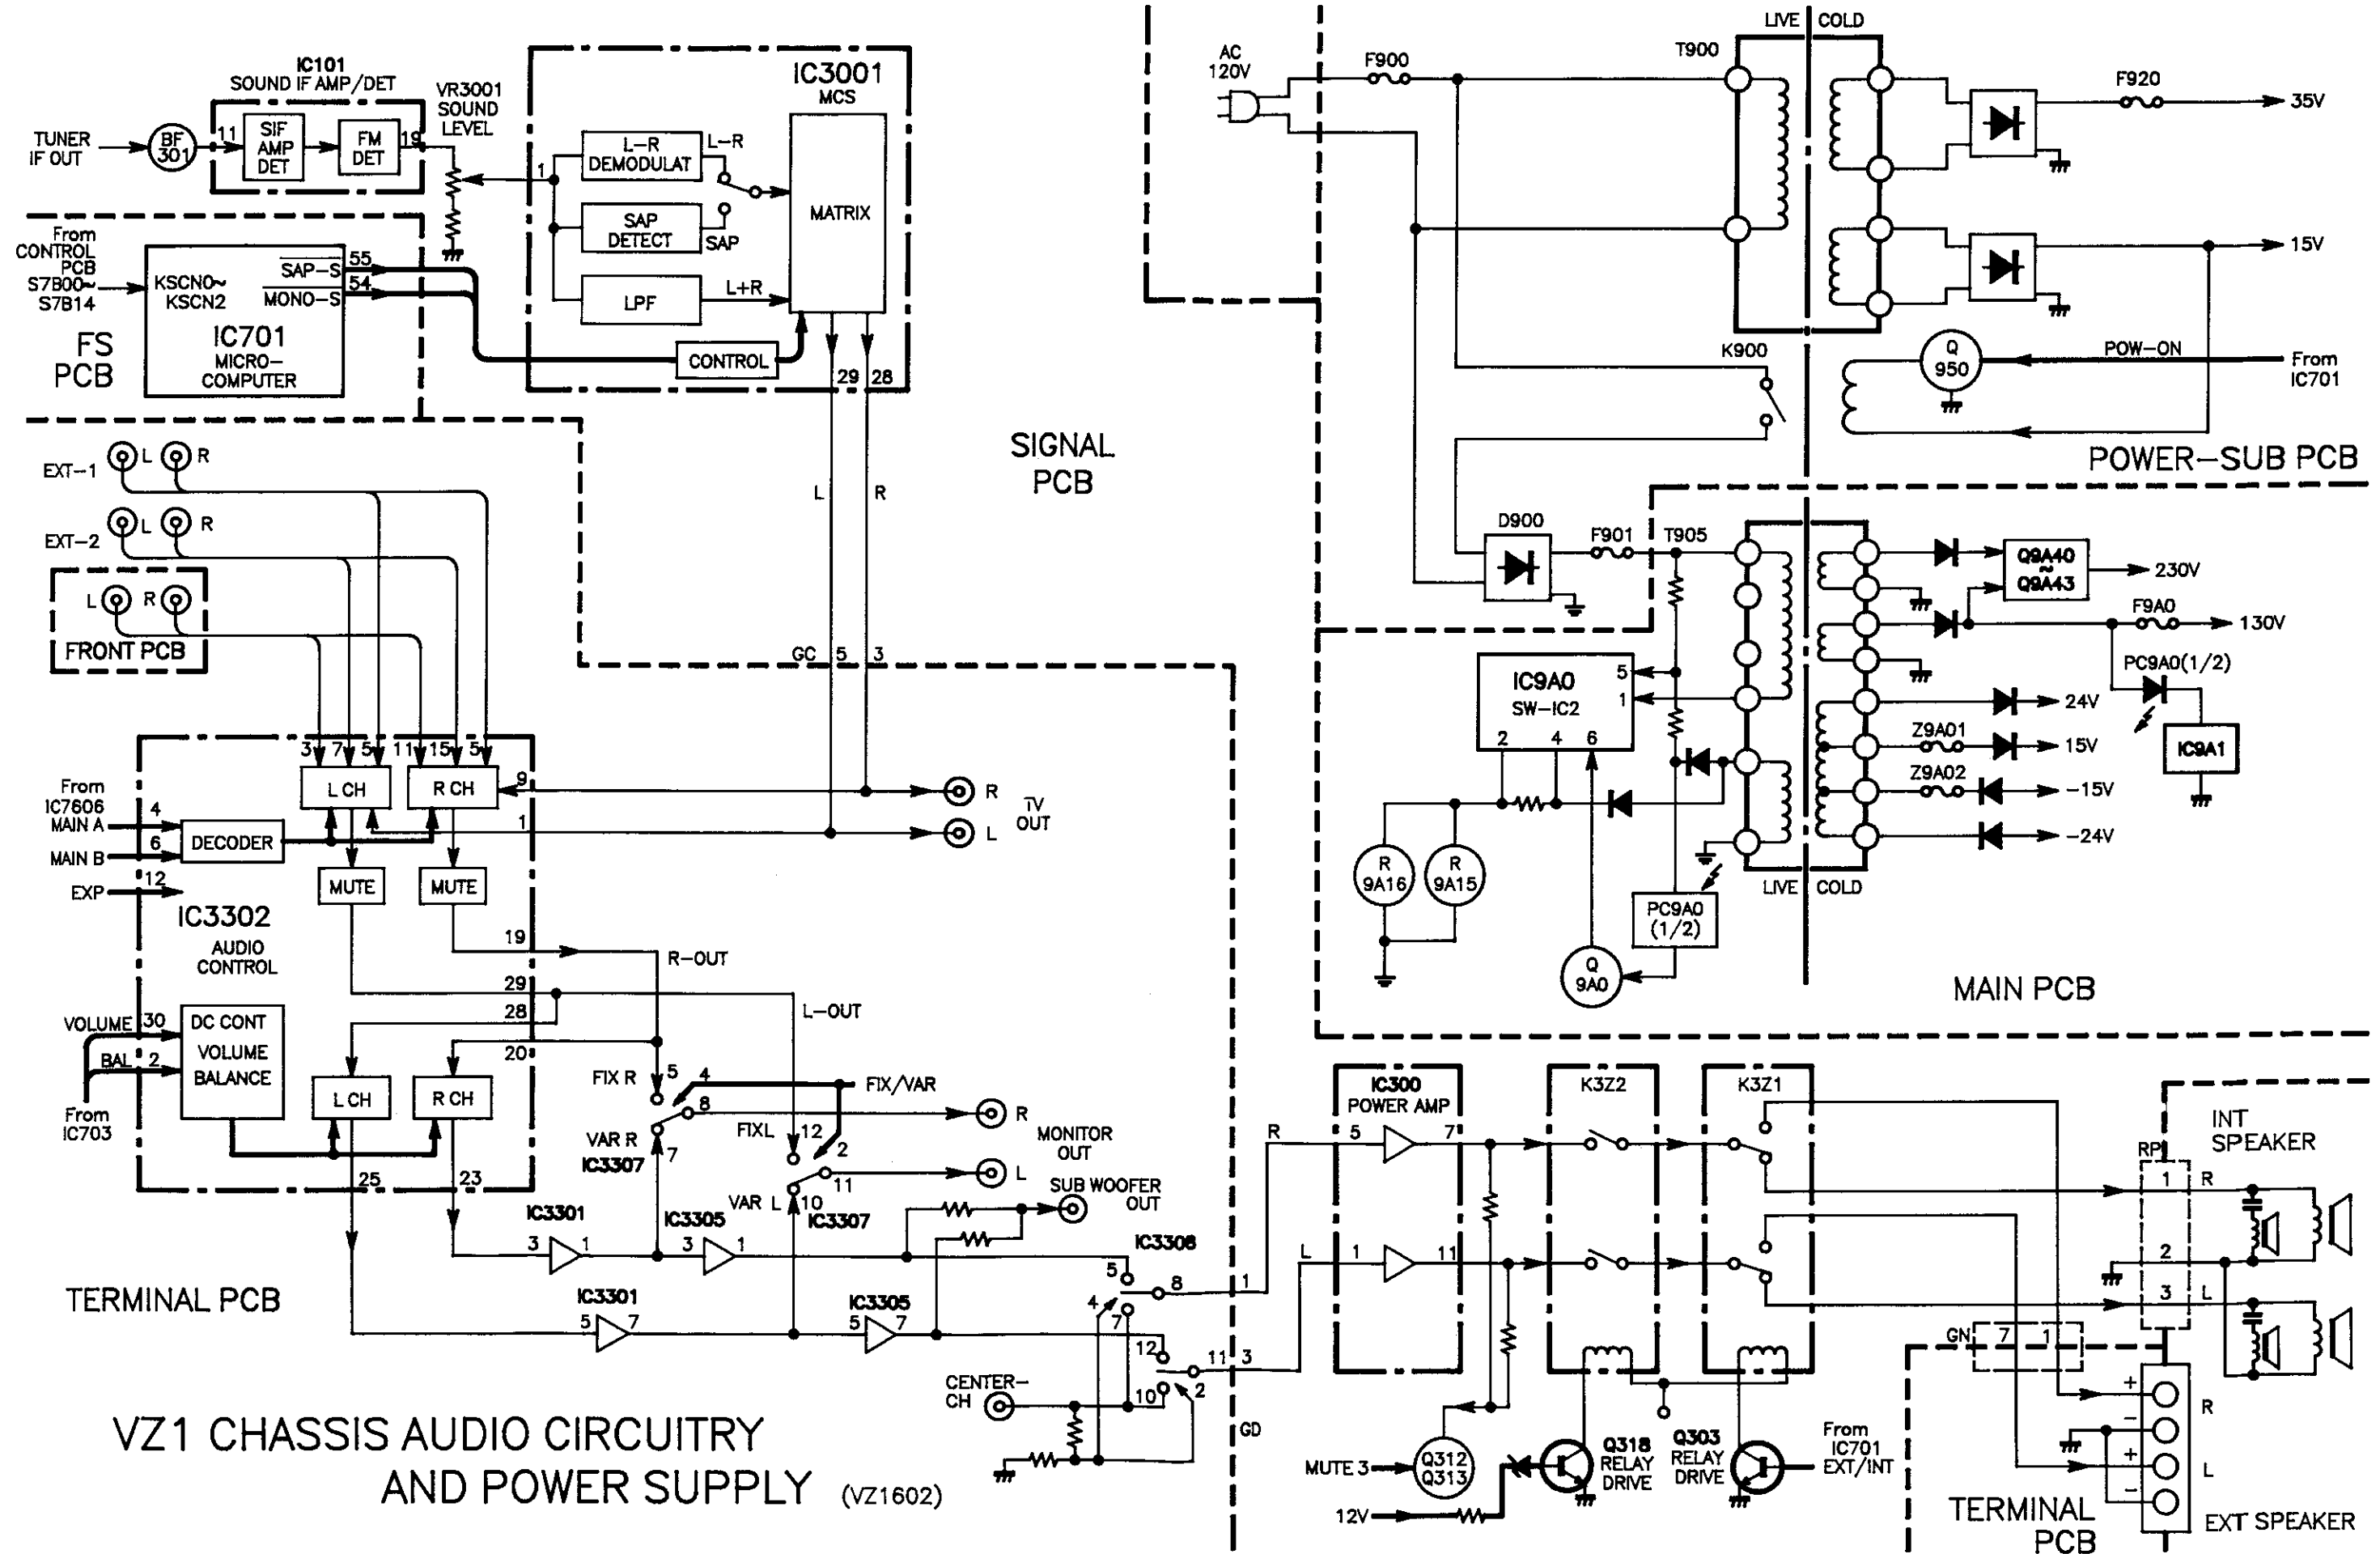 IC101
SOUND IF AMP/DET
TUNER
IF OUT
BF
301
11
SIF
AMP
DET
FM
DET
19
VR3001
SOUND
LEVEL
IC3001
MCS
1
L-R
DEMODULAT
L-R
SAP
DETECT
SAP
LPF
L+R
MATRIX
CONTROL
29
28
From
CONTROL
PCB
S7B00~
S7B14
KSCN0~
KSCN2
SAP-S
55
MONO-S
54
IC701
MICRO-
COMPUTER
FS
PCB
SIGNAL
PCB
L
R
GC
5
3
EXT-1
L
R
EXT-2
L
R
L
R
FRONT PCB
3
7
5
11
15
5
L CH
R CH
9
1
From
IC7606
MAIN A
4
MAIN B
6
DECODER
EXP
12
MUTE
MUTE
IC3302
AUDIO
CONTROL
R
TV
OUT
L
19
R-OUT
29
28
L-OUT
20
VOLUME
30
BAL
2
From
IC703
DC CONT
VOLUME
BALANCE
L CH
R CH
25
23
FIX R
5
4
8
VAR R
7
IC3307
FIX/VAR
FIXL
12
2
11
VAR L
10
IC3307
R
MONITOR
OUT
L
SUB WOOFER
OUT
IC3301
3
1
IC3305
3
1
IC3301
5
7
IC3305
5
7
IC3308
5
8
4
7
12
11
10
2
CENTER-
CH
1
3
GD
TERMINAL PCB
VZ1 CHASSIS AUDIO CIRCUITRY
AND POWER SUPPLY (VZ1602)
AC
120V
F900
T900
LIVE
COLD
F920
35V
15V
K900
Q
950
POW-ON
From
IC701
POWER-SUB PCB
D900
F901
T905
IC9A0
SW-IC2
5
1
2
4
6
R
9A16
R
9A15
Q
9A0
PC9A0
(1/2)
LIVE
COLD
Q9A40
~
Q9A43
230V
F9A0
130V
PC9A0(1/2)
IC9A1
24V
Z9A01
15V
Z9A02
-15V
-24V
MAIN PCB
IC300
POWER AMP
R
5
7
L
1
11
K3Z2
K3Z1
MUTE 3
Q312
Q313
12V
Q318
RELAY
DRIVE
Q303
RELAY
DRIVE
From
IC701
EXT/INT
INT
SPEAKER
RP
1
R
2
3
L
GN
7
1
+
R
-
+
L
-
TERMINAL
PCB
EXT SPEAKER